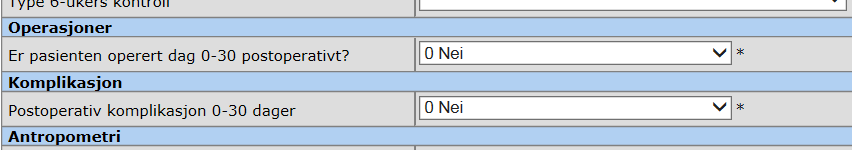 Type 6-ukers kontroll
Operasjoner
Er pasienten operert dag 0-30 postoperativt? 0 Nei *
Komplikasjon
Postoperativ komplikasjon 0-30 dager 0 Nei *
Antropometri